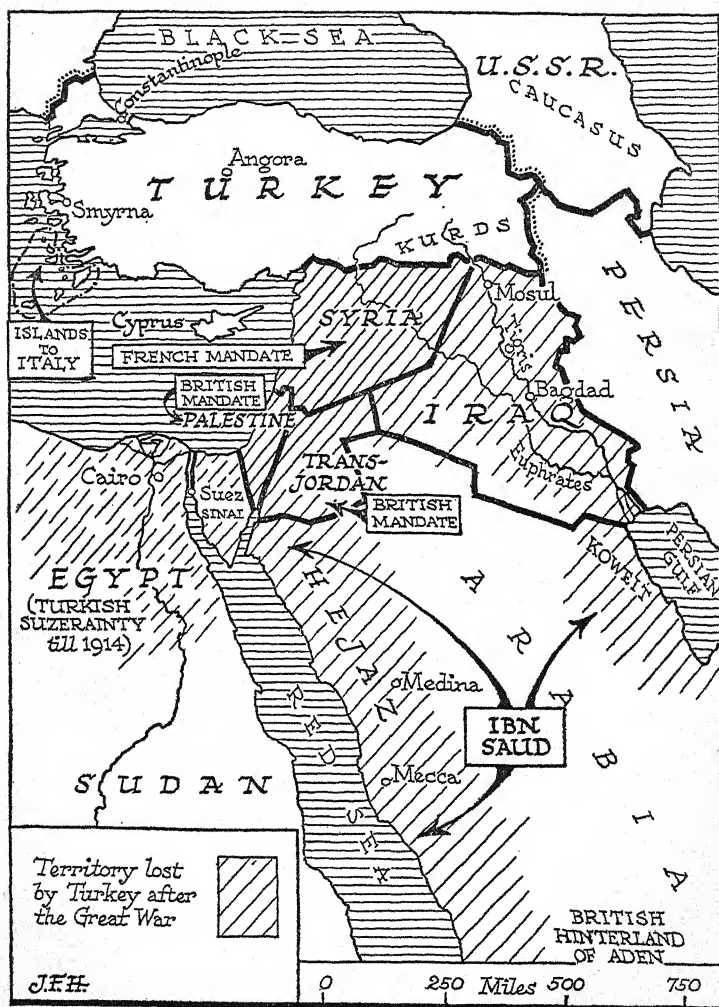 BLACK SEA
Constantinople
U.S.S.R.
CAUCASUS
Angora
TURKEY
Smyrna
KURDS
PERSIA
Mosul
ISLANDS
TO
ITALY
Cyprus
SYRIA
FRENCH MANDATE
Tigris
BRITISH
MANDATE
PALESTINE
Bagdad
IRAQ
Cairo
Suez
SINAI
TRANS-
JORDAN
Euphrates
BRITISH
MANDATE
PERSIAN
GULF
KOWEIT
EGYPT
(TURKISH
SUZERAINTY
till 1914)
HEJAZ
ARABIA
Medina
RED SEA
IBN
SAUD
Mecca
SUDAN
Territory lost
by Turkey after
the Great War
BRITISH
HINTERLAND
OF ADEN
J.F.H.
0 250 Miles 500 750